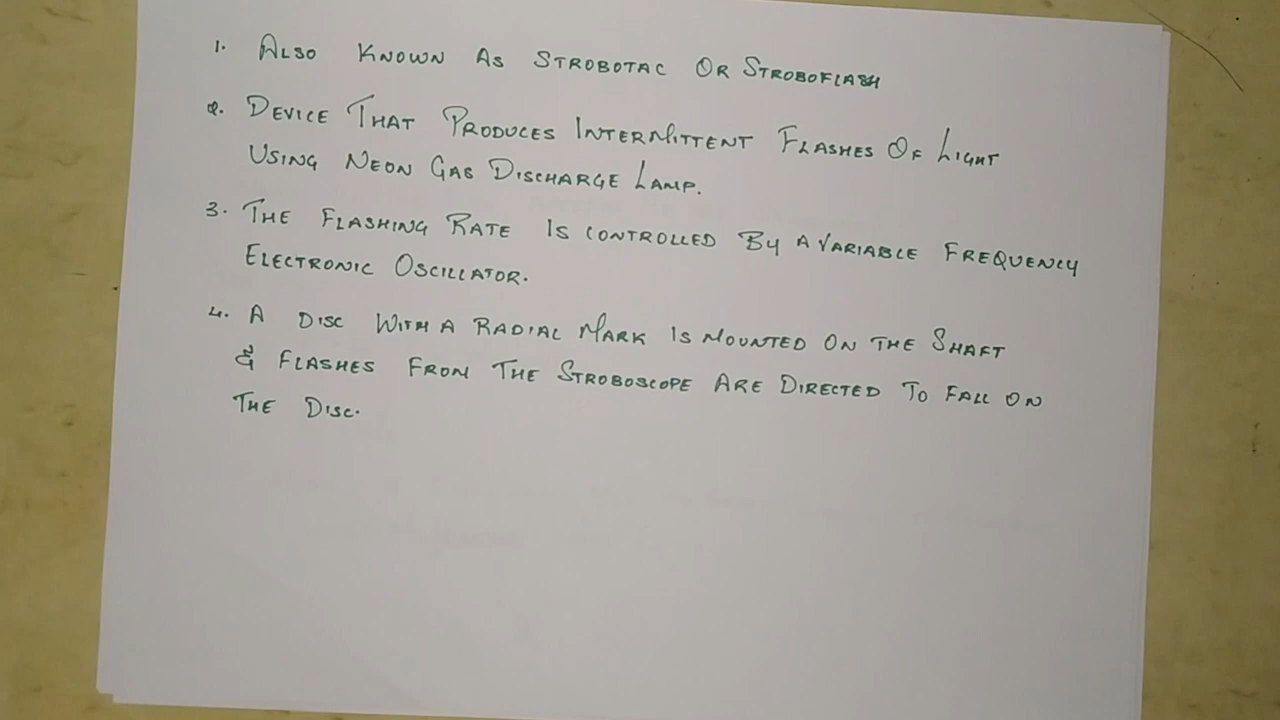 1. ALSO KNOWN AS STROBOTAC OR STROBOFLASH
2. DEVICE THAT PRODUCES INTERMITTENT FLASHES OF LIGHT
USING NEON GAS DISCHARGE LAMP.
3. THE FLASHING RATE IS CONTROLLED BY A VARIABLE FREQUENCY
ELECTRONIC OSCILLATOR.
4. A DISC WITH A RADIAL MARK IS MOUNTED ON THE SHAFT
& FLASHES FROM THE STROBOSCOPE ARE DIRECTED TO FALL ON
THE DISC.